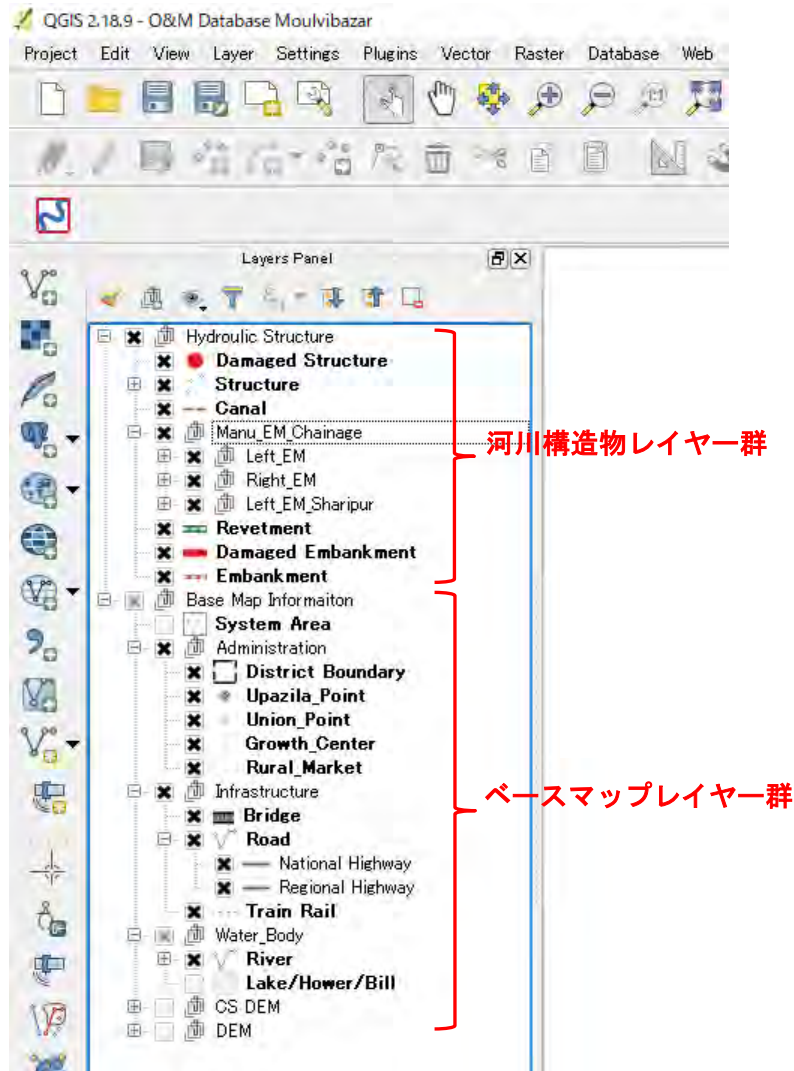 QGIS 2.18.9 - O&M Database Moulvibazar
Project Edit View Layer Settings Plugins Vector Raster Database Web
Layers Panel
Hydroulic Structure
Damaged Structure
Structure
Canal
Manu_EM_Chainage
Left_EM
Right_EM
Left_EM_Sharipur
Revetment
Damaged Embankment
Embankment
河川構造物レイヤー群
Base Map Informaiton
System Area
Administration
District Boundary
Upazila_Point
Union_Point
Growth_Center
Rural_Market
Infrastructure
Bridge
Road
National Highway
Regional Highway
Train Rail
Water_Body
River
Lake/Hower/Bill
CS DEM
DEM
ベースマップレイヤー群